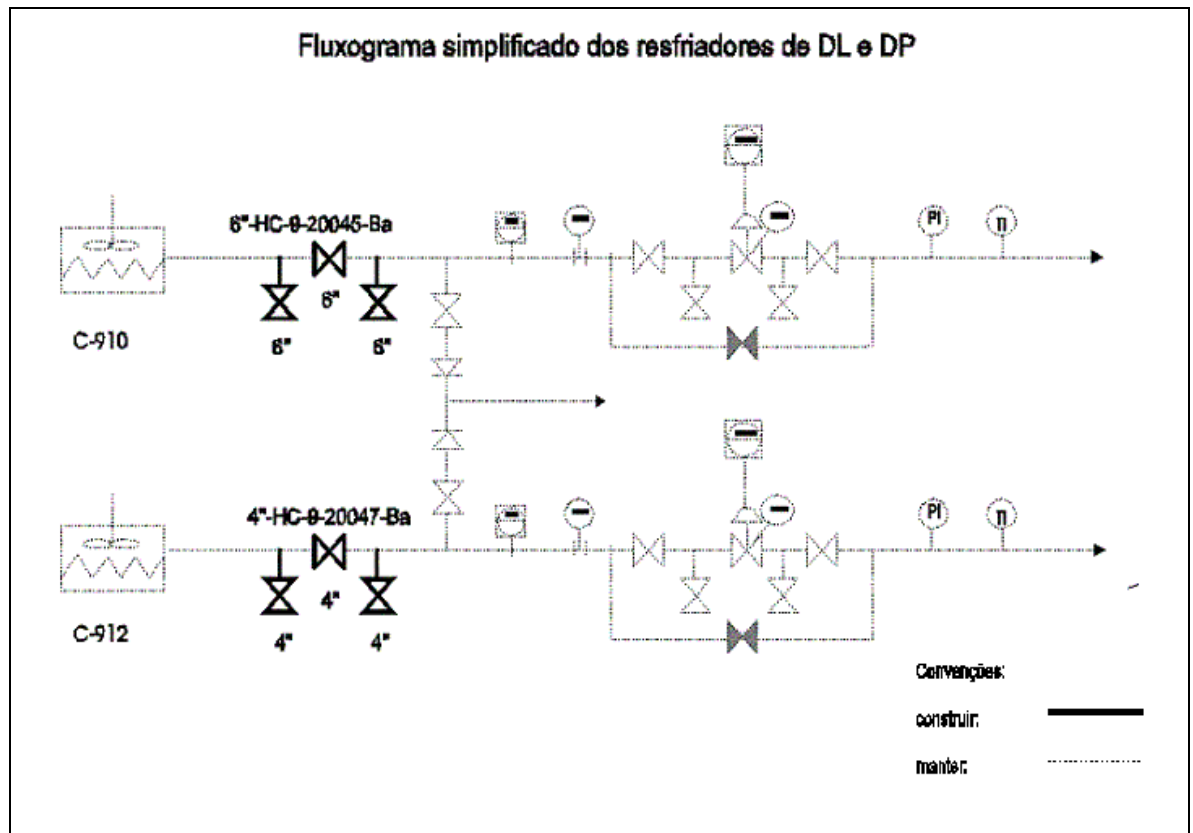 Fluxograma simplificado dos resfriadores de DL e DP
6"-HC-9-20045-Ba
PI
TI
6"
C-910
6"
6"
4"-HC-9-20047-Ba
PI
TI
4"
C-912
4"
4"
Convenções:
construir:
manter: